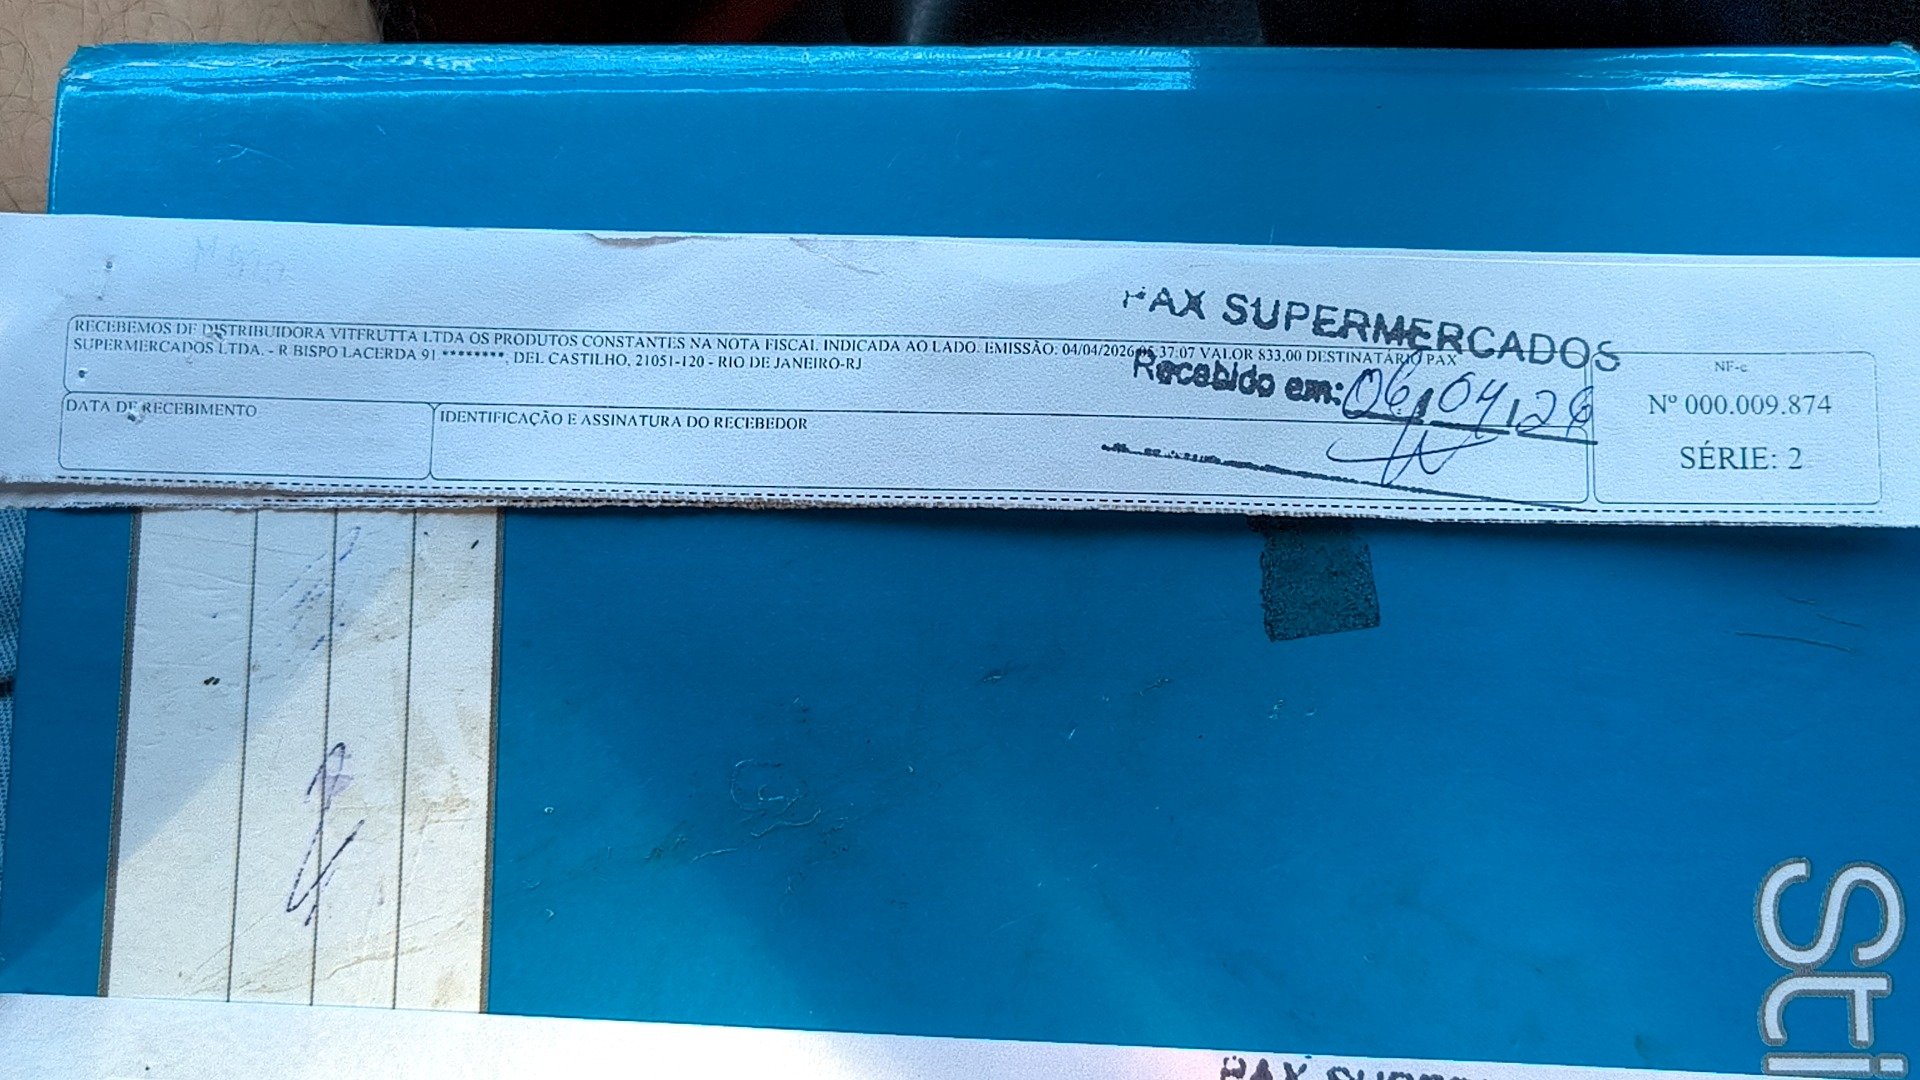 PAX SUPERMERCADOS
RECEBEMOS DE DISTRIBUIDORA VITFRUTTA LTDA OS PRODUTOS CONSTANTES NA NOTA FISCAL INDICADA AO LADO. EMISSÃO: 04/04/2026 05:37:07 VALOR 833,00 DESTINATÁRIO PAX
SUPERMERCADOS LTDA. - R BISPO LACERDA 91 ********, DEL CASTILHO, 21051-120 - RIO DE JANEIRO-RJ
Recebido em: 06/04/26
NF-e
Nº 000.009.874
SÉRIE: 2
DATA DE RECEBIMENTO
IDENTIFICAÇÃO E ASSINATURA DO RECEBEDOR
Sti
PAX